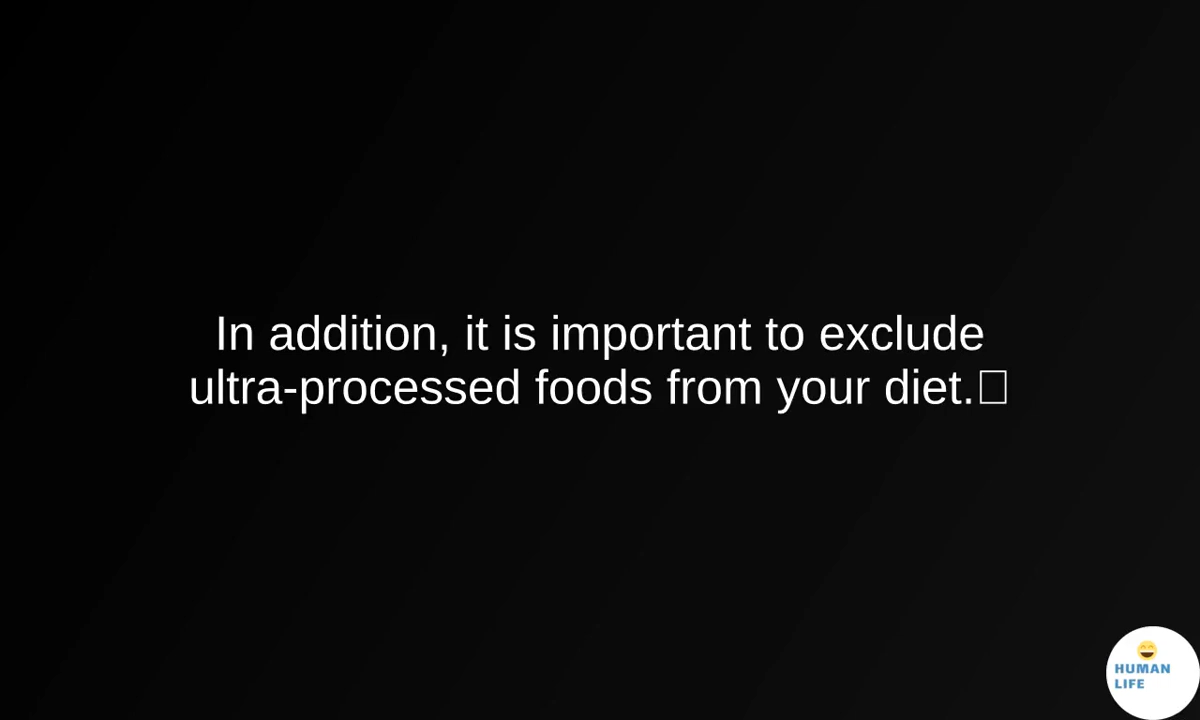 In addition, it is important to exclude
ultra-processed foods from your diet.
HUMAN
LIFE